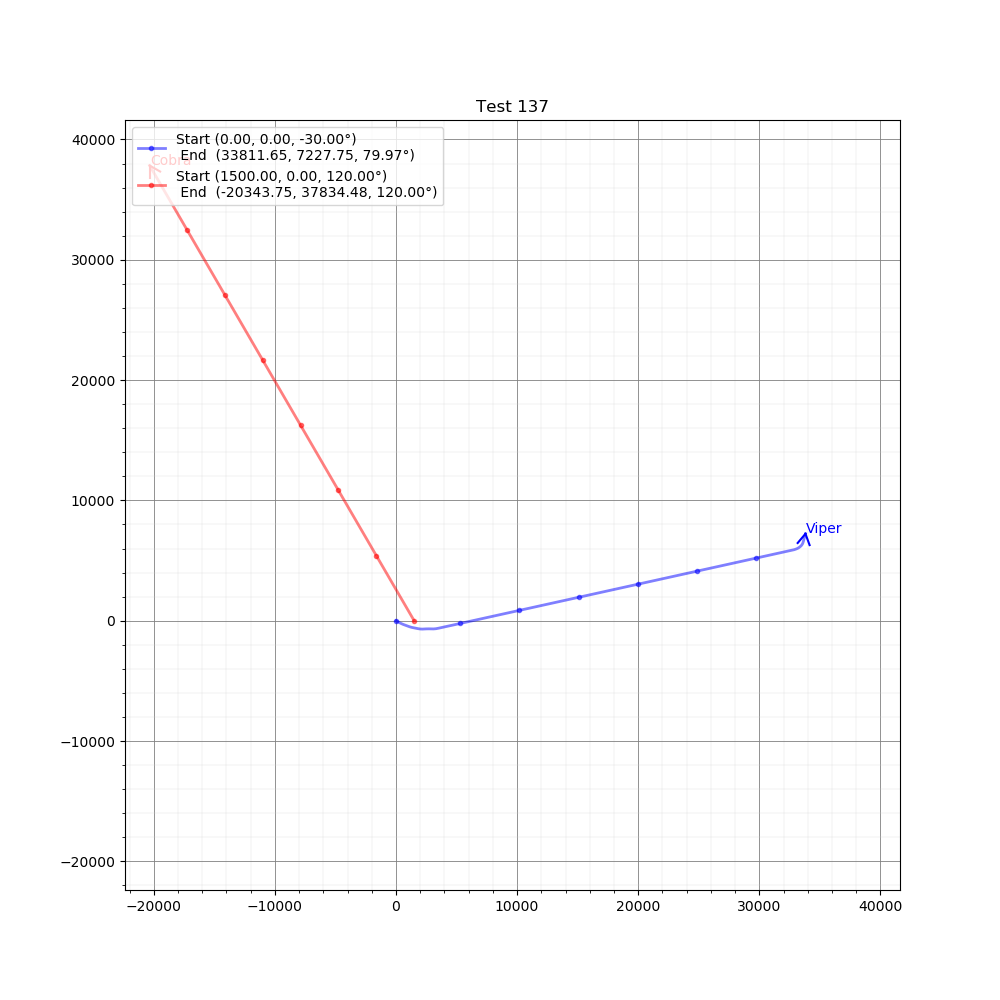 Test 137
Start (0.00, 0.00, -30.00°)
End (33811.65, 7227.75, 79.97°)
Start (1500.00, 0.00, 120.00°)
End (-20343.75, 37834.48, 120.00°)
Cobra
Viper
40000
30000
20000
10000
0
−10000
−20000
−20000 −10000 0 10000 20000 30000 40000